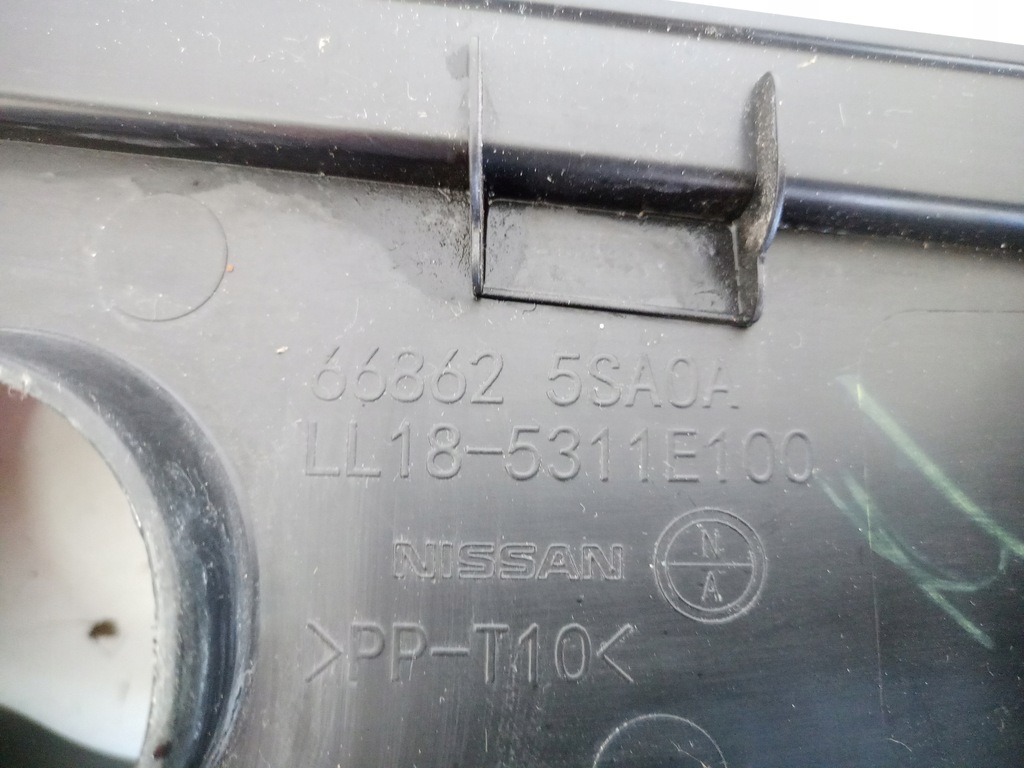 66862 5SA0A
LL18-5311E100
NISSAN
N
A
>PP-T10<